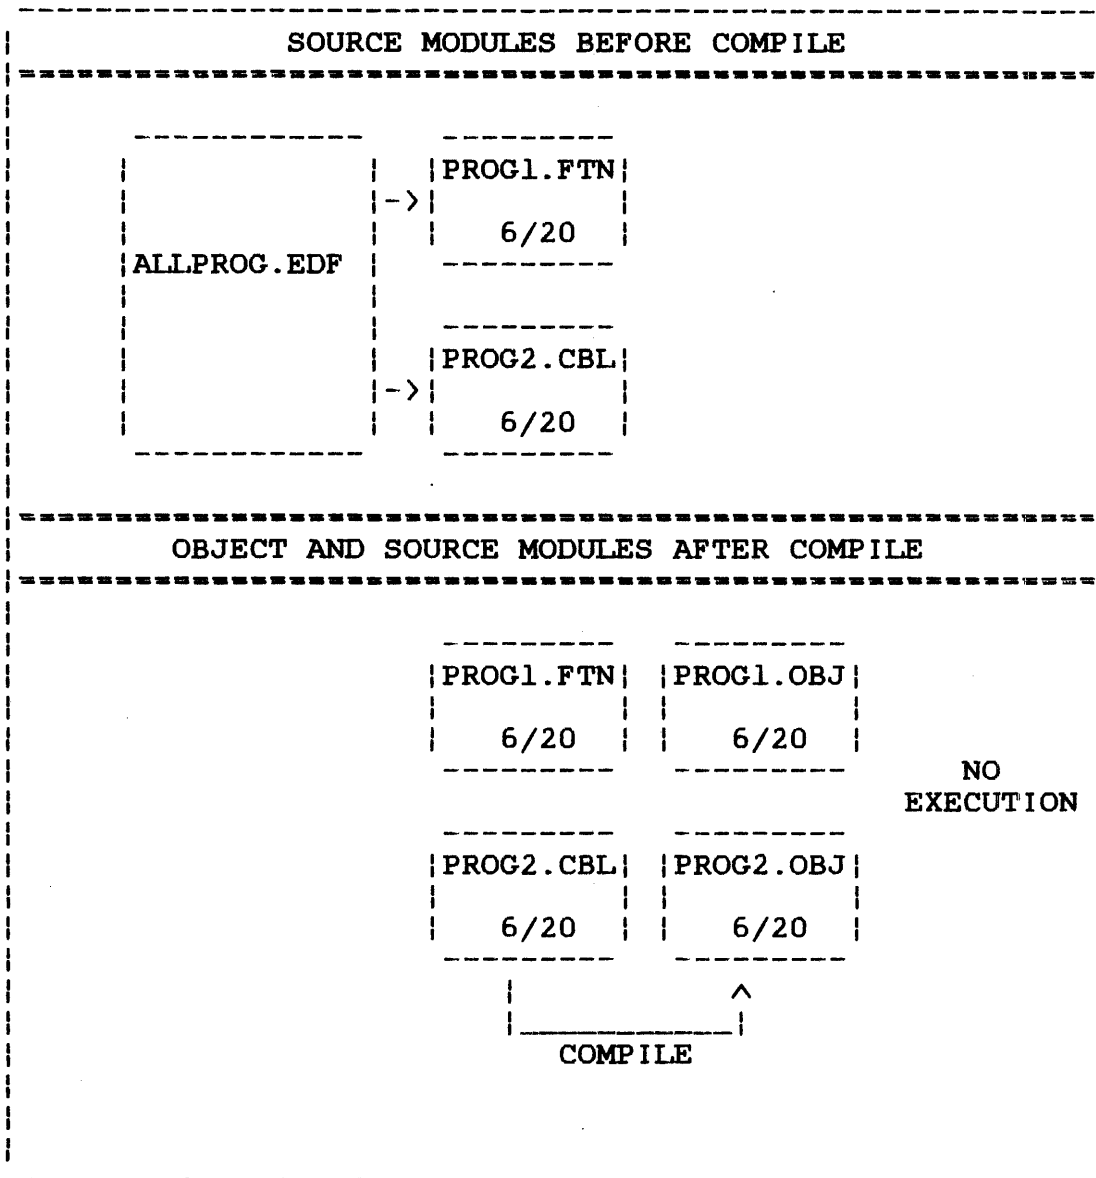 SOURCE MODULES BEFORE COMPILE
PROG1.FTN
6/20
ALLPROG.EDF
PROG2.CBL
6/20
OBJECT AND SOURCE MODULES AFTER COMPILE
PROG1.FTN PROG1.OBJ
6/20 6/20
NO
EXECUTION
PROG2.CBL PROG2.OBJ
6/20 6/20
COMPILE